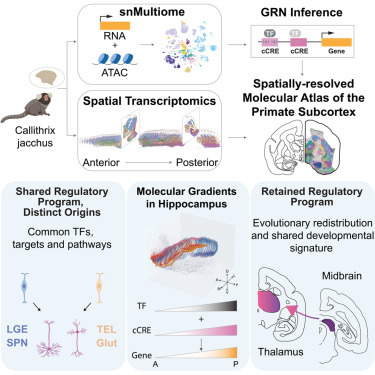 snMultiome
RNA
+
ATAC
GRN Inference
TF
TF
cCRE
cCRE
Gene
Callithrix
jacchus
Spatial Transcriptomics
Anterior
Posterior
Spatially-resolved
Molecular Atlas of the
Primate Subcortex
Shared Regulatory
Program,
Distinct Origins
Common TFs,
targets and pathways
LGE
SPN
TEL
Glut
Molecular Gradients
in Hippocampus
TF
+
cCRE
Gene
A
P
Retained Regulatory
Program
Evolutionary redistribution
and shared developmental
signature
Midbrain
Thalamus